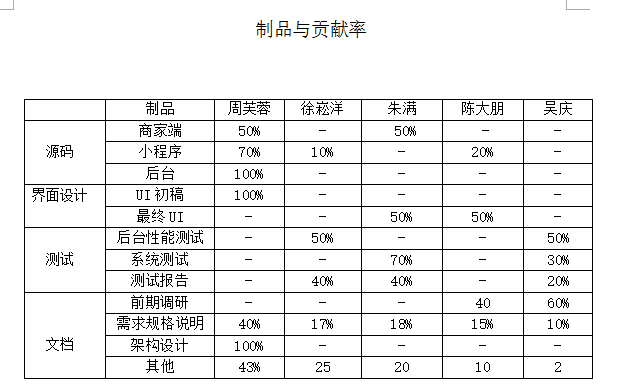 制品与贡献率
制品 周芙蓉 徐崧洋 朱满 陈大朋 吴庆
源码 商家端 50% – 50% – –
小程序 70% 10% – 20% –
后台 100% – – – –
界面设计 UI初稿 100% – – – –
最终UI – – 50% 50% –
测试 后台性能测试 – 50% – – 50%
系统测试 – – 70% – 30%
测试报告 – 40% 40% – 20%
文档 前期调研 – – – 40 60%
需求规格说明 40% 17% 18% 15% 10%
架构设计 100% – – – –
其他 43% 25 20 10 2